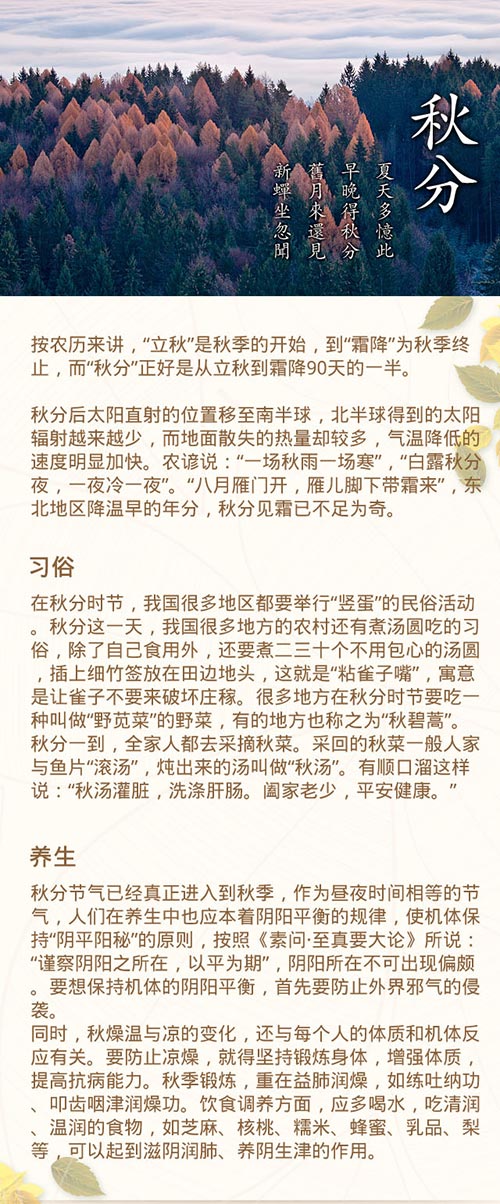 秋分
夏天多憶此
早晚得秋分
舊月來還見
新蟬坐忽聞
按农历来讲，“立秋”是秋季的开始，到“霜降”为秋季终
止，而“秋分”正好是从立秋到霜降90天的一半。
秋分后太阳直射的位置移至南半球，北半球得到的太阳
辐射越来越少，而地面散失的热量却较多，气温降低的
速度明显加快。农谚说：“一场秋雨一场寒”，“白露秋分
夜，一夜冷一夜”。“八月雁门开，雁儿脚下带霜来”，东
北地区降温早的年分，秋分见霜已不足为奇。
习俗
在秋分时节，我国很多地区都要举行“竖蛋”的民俗活动
。秋分这一天，我国很多地方的农村还有煮汤圆吃的习
俗，除了自己食用外，还要煮二三十个不用包心的汤圆
，插上细竹签放在田边地头，这就是“粘雀子嘴”，寓意
是让雀子不要来破坏庄稼。很多地方在秋分时节要吃一
种叫做“野苋菜”的野菜，有的地方也称之为“秋碧蒿”。
秋分一到，全家人都去采摘秋菜。采回的秋菜一般人家
与鱼片“滚汤”，炖出来的汤叫做“秋汤”。有顺口溜这样
说：“秋汤灌脏，洗涤肝肠。阖家老少，平安健康。”
养生
秋分节气已经真正进入到秋季，作为昼夜时间相等的节
气，人们在养生中也应本着阴阳平衡的规律，使机体保
持“阴平阳秘”的原则，按照《素问·至真要大论》所说：
“谨察阴阳之所在，以平为期”，阴阳所在不可出现偏颇
。要想保持机体的阴阳平衡，首先要防止外界邪气的侵
袭。
同时，秋燥温与凉的变化，还与每个人的体质和机体反
应有关。要防止凉燥，就得坚持锻炼身体，增强体质，
提高抗病能力。秋季锻炼，重在益肺润燥，如练吐纳功
、叩齿咽津润燥功。饮食调养方面，应多喝水，吃清润
、温润的食物，如芝麻、核桃、糯米、蜂蜜、乳品、梨
等，可以起到滋阴润肺、养阴生津的作用。